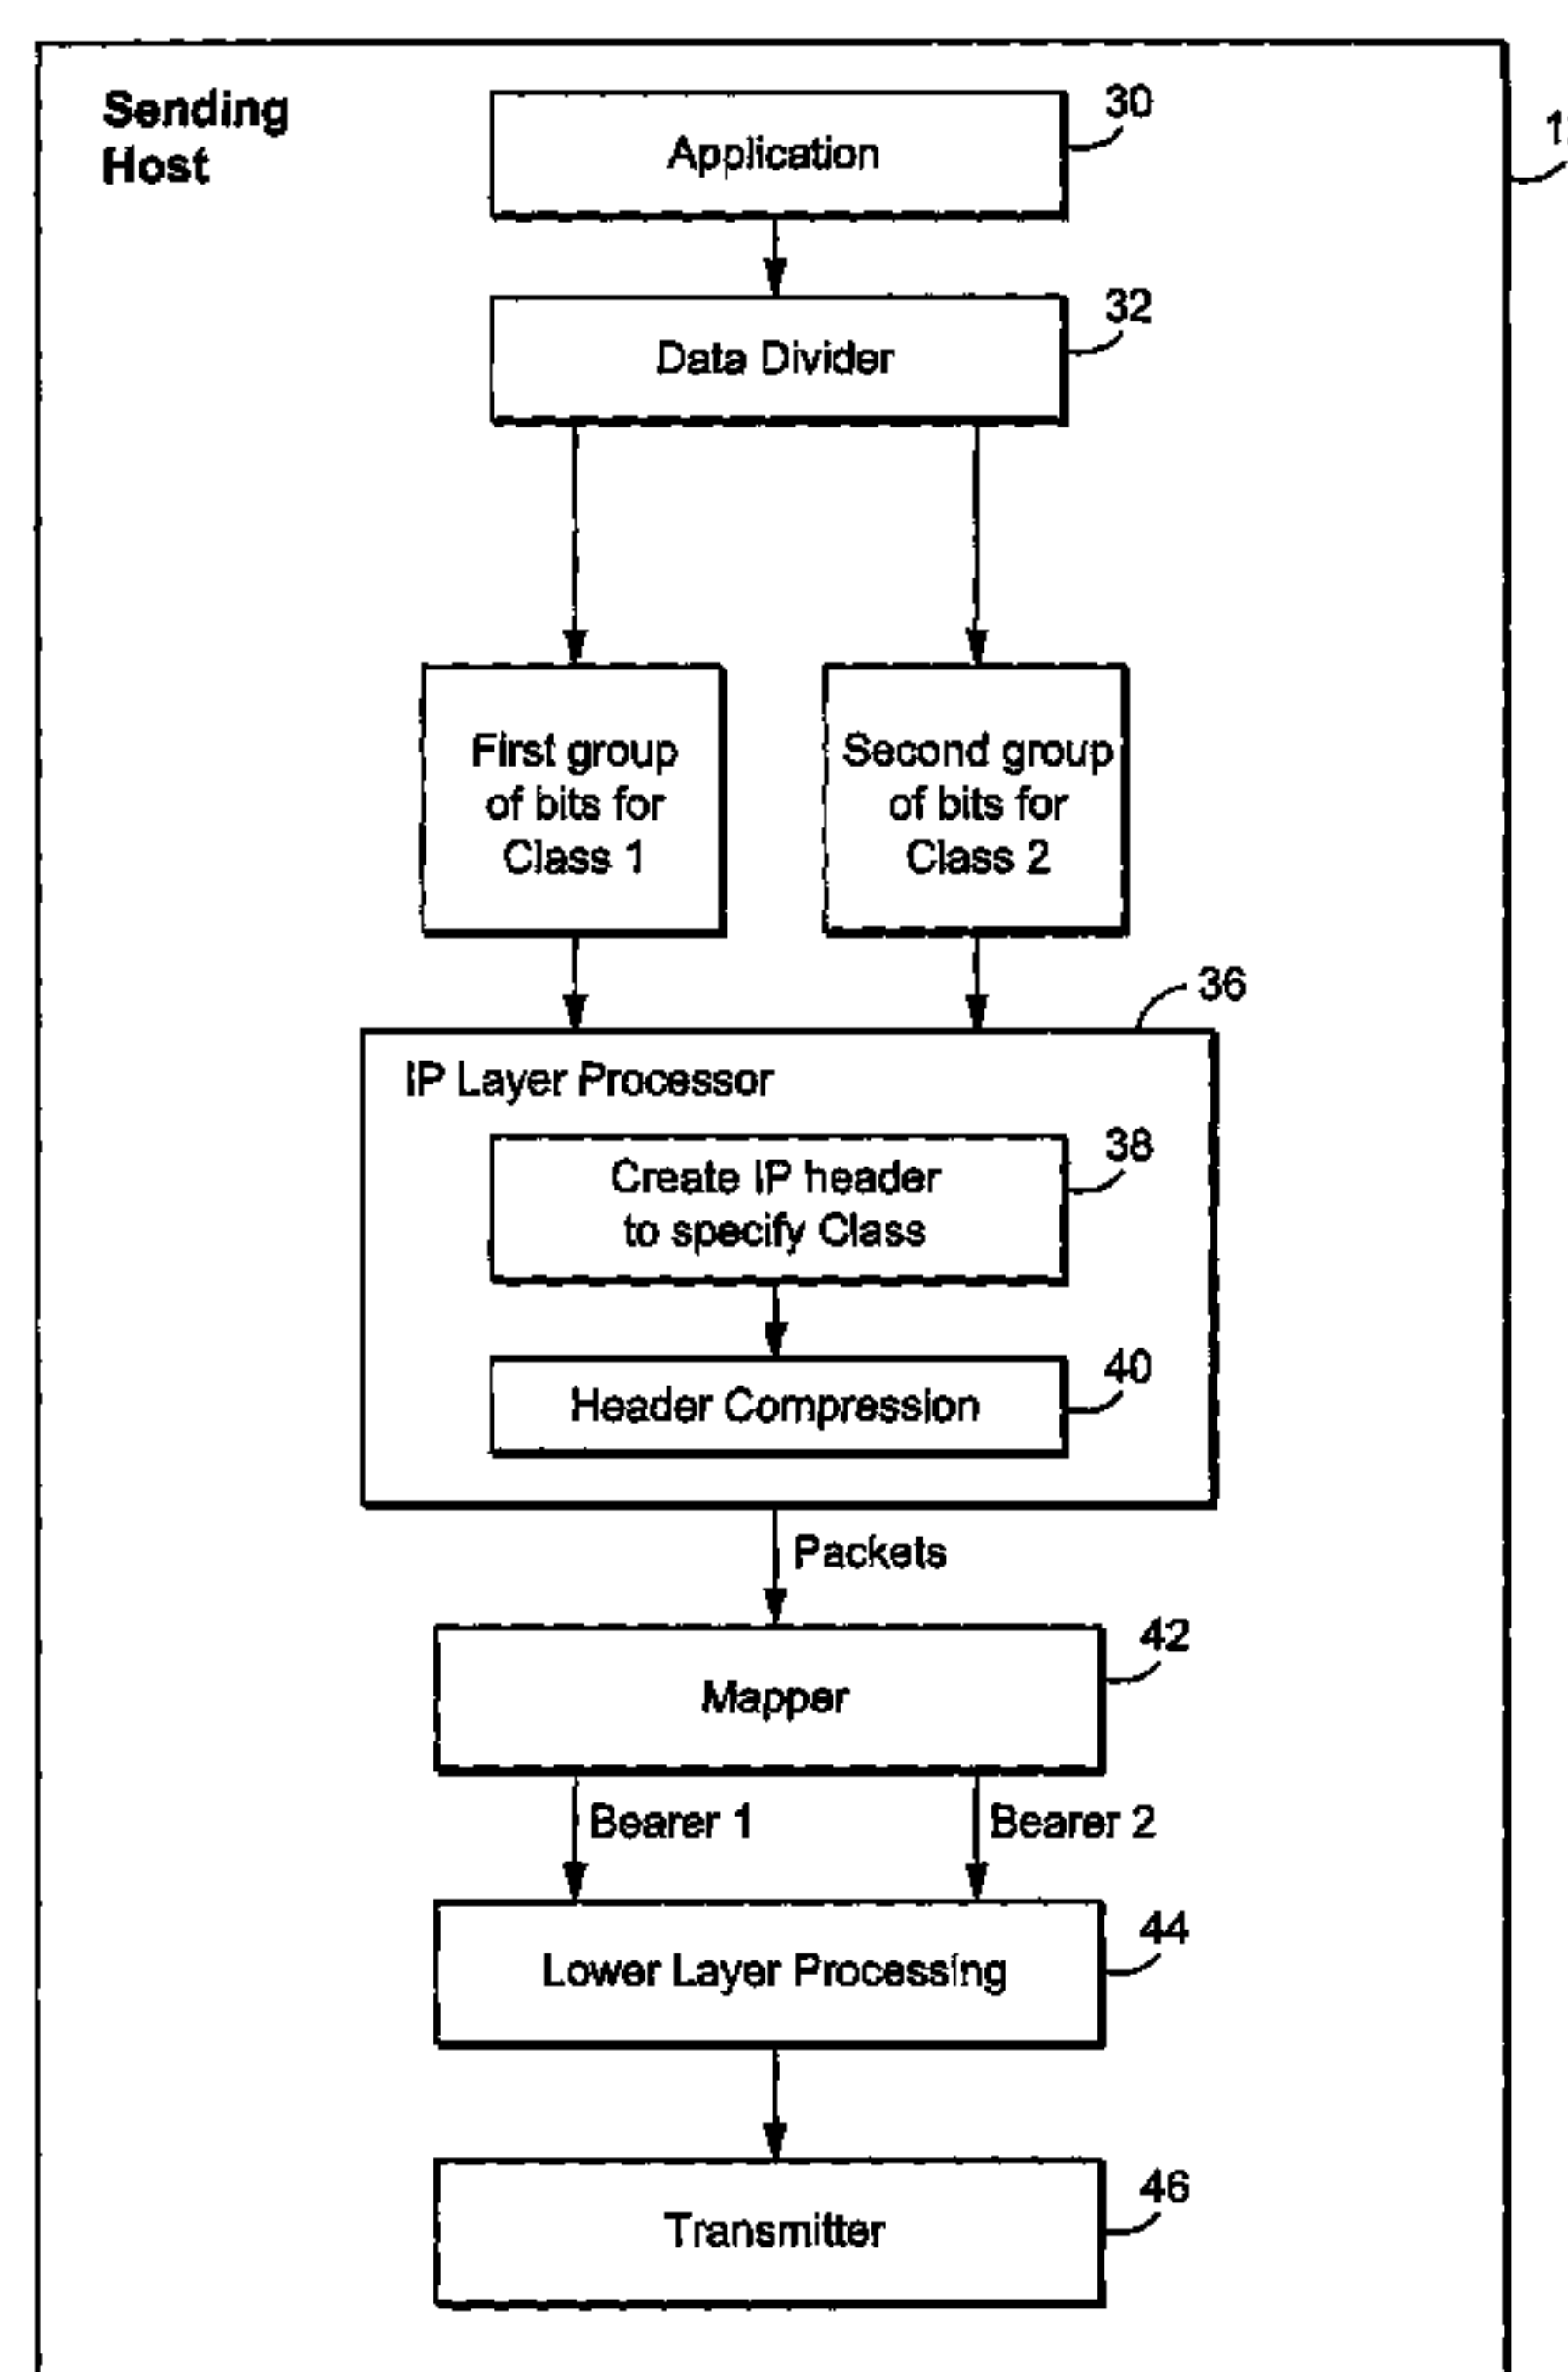 Sending
Host
30
Application
32
Data Divider
First group
of bits for
Class 1
Second group
of bits for
Class 2
36
IP Layer Processor
38
Create IP header
to specify Class
40
Header Compression
Packets
42
Mapper
Bearer 1
Bearer 2
44
Lower Layer Processing
46
Transmitter